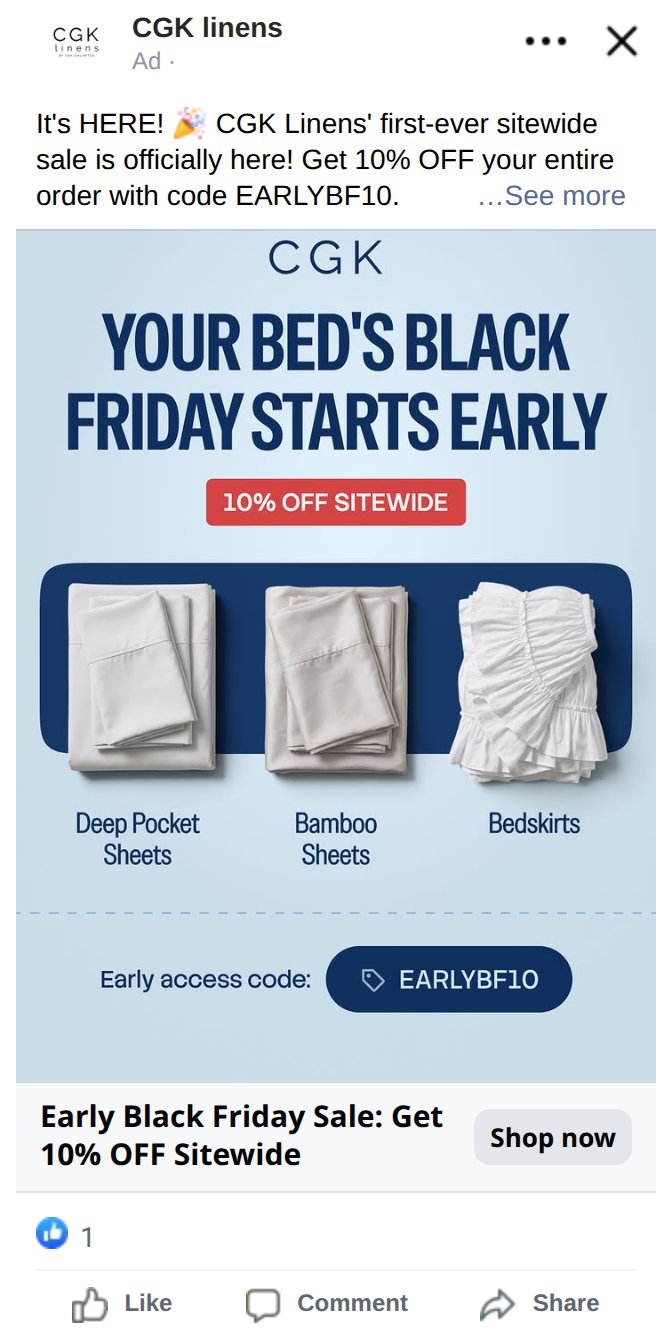 CGK
linens
CGK linens
Ad ·
It's HERE! 🎉 CGK Linens' first-ever sitewide
sale is officially here! Get 10% OFF your entire
order with code EARLYBF10. ...See more
CGK
YOUR BED'S BLACK
FRIDAY STARTS EARLY
10% OFF SITEWIDE
Deep Pocket
Sheets
Bamboo
Sheets
Bedskirts
Early access code: EARLYBF10
Early Black Friday Sale: Get
10% OFF Sitewide
Shop now
1
Like Comment Share